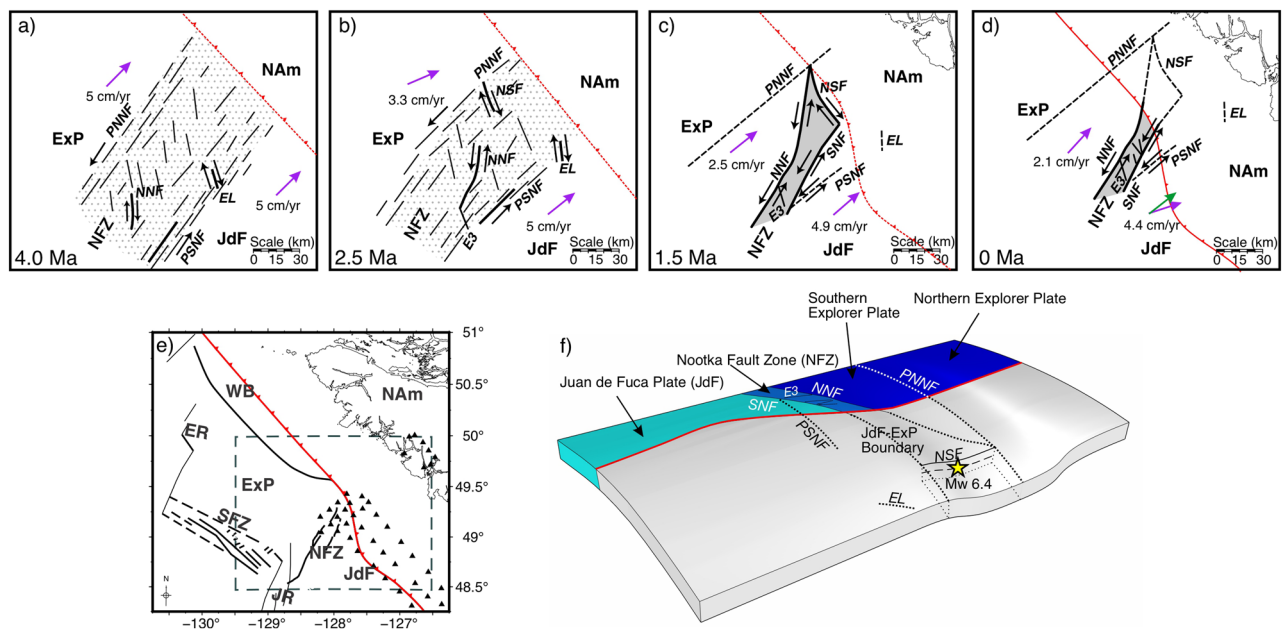 a)
NAm
5 cm/yr
PNNF
ExP
NNF
EL
5 cm/yr
NFZ
PSNF
JdF
Scale (km)
0 15 30
4.0 Ma
b)
NAm
PNNF
NSF
3.3 cm/yr
ExP
NNF
EL
PSNF
NFZ
E3
5 cm/yr
JdF
Scale (km)
0 15 30
2.5 Ma
c)
NAm
PNNF
NSF
ExP
EL
2.5 cm/yr
NNF
SNF
PSNF
E3
NFZ
4.9 cm/yr
JdF
Scale (km)
0 15 30
1.5 Ma
d)
PNNF
NSF
ExP
EL
2.1 cm/yr
NNF
NAm
PSNF
E3
SNF
NFZ
4.4 cm/yr
JdF
Scale (km)
0 15 30
0 Ma
e)
51°
WB
NAm
50.5°
ER
50°
ExP
49.5°
SFZ
NFZ
49°
JdF
N
JR
48.5°
−130° −129° −128° −127°
f)
Southern
Explorer Plate
Northern Explorer Plate
Nootka Fault Zone (NFZ)
Juan de Fuca Plate (JdF)
PNNF
E3
NNF
SNF
PSNF
JdF-ExP
Boundary
NSF
Mw 6.4
EL